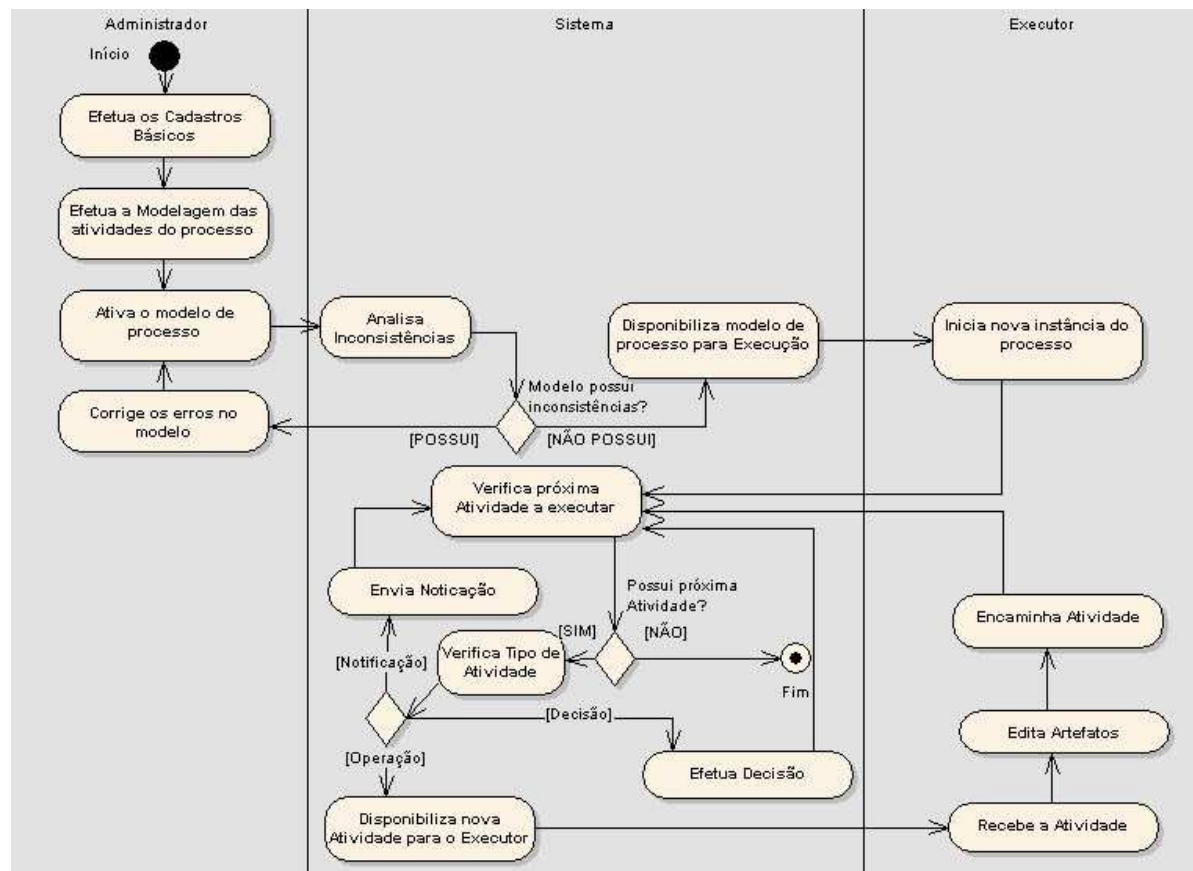 Administrador
Sistema
Executor
Início
Efetua os Cadastros
Básicos
Efetua a Modelagem das
atividades do processo
Ativa o modelo de
processo
Analisa
Inconsistências
Disponibiliza modelo de
processo para Execução
Inicia nova instância do
processo
Corrige os erros no
modelo
Modelo possui
inconsistências?
[POSSUI]
[NÃO POSSUI]
Verifica próxima
Atividade a executar
Envia Noticação
Possui próxima
Atividade?
Encaminha Atividade
[SIM]
[NÃO]
[Notificação]
Verifica Tipo de
Atividade
Fim
[Decisão]
Edita Artefatos
[Operação]
Efetua Decisão
Disponibiliza nova
Atividade para o Executor
Recebe a Atividade